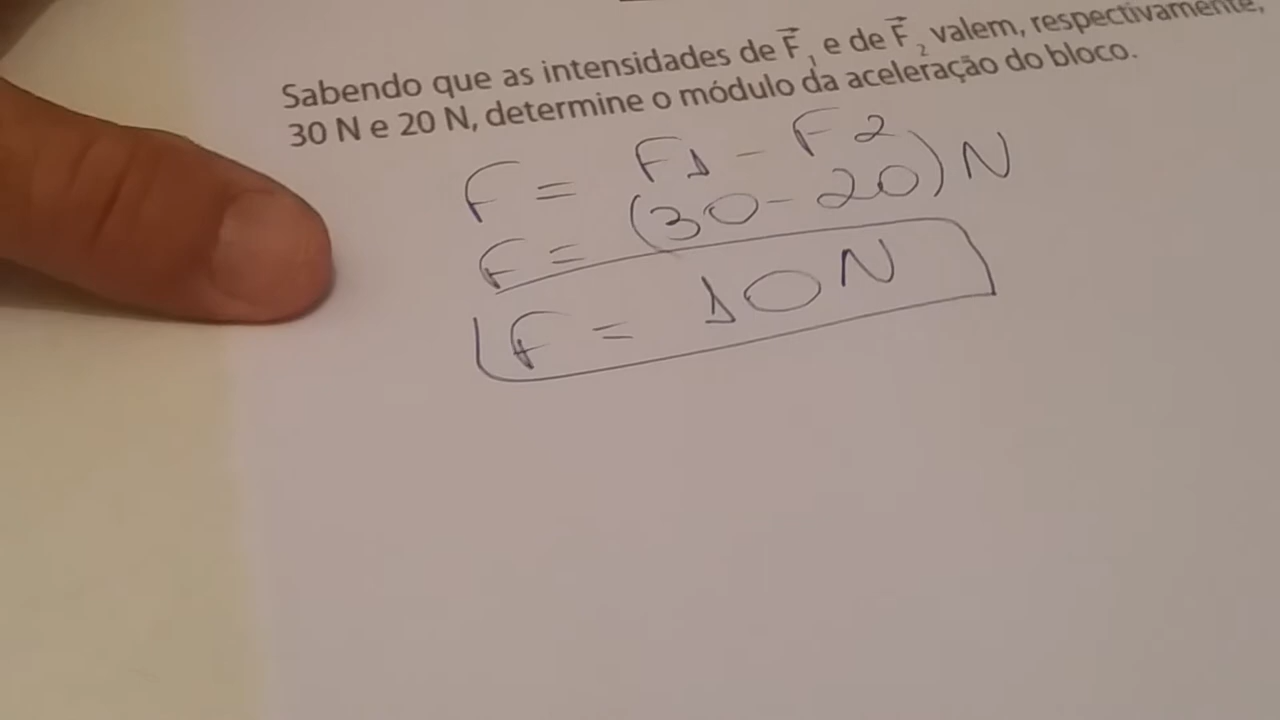 Sabendo que as intensidades de F⃗₁ e de F⃗₂ valem, respectivamente,
30 N e 20 N, determine o módulo da aceleração do bloco.
F = F1 - F2
F = (30 - 20) N
F = 10 N